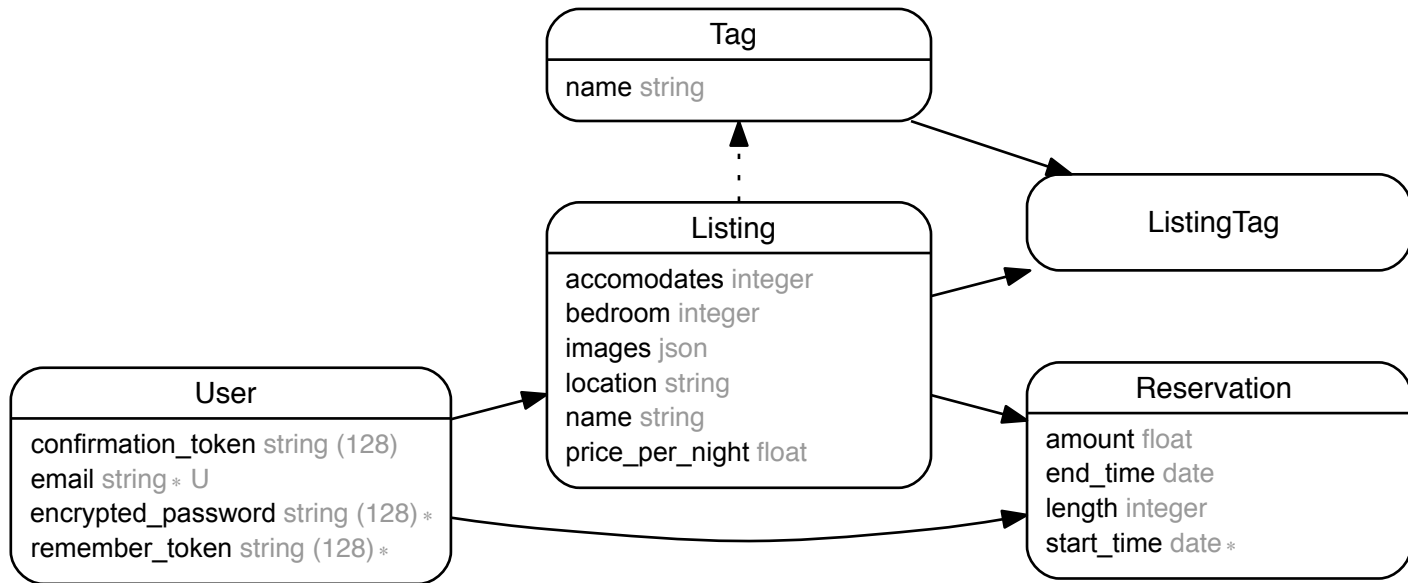 Tag
name string
ListingTag
Listing
accomodates integer
bedroom integer
images json
location string
name string
price_per_night float
User
confirmation_token string (128)
email string ∗ U
encrypted_password string (128) ∗
remember_token string (128) ∗
Reservation
amount float
end_time date
length integer
start_time date ∗